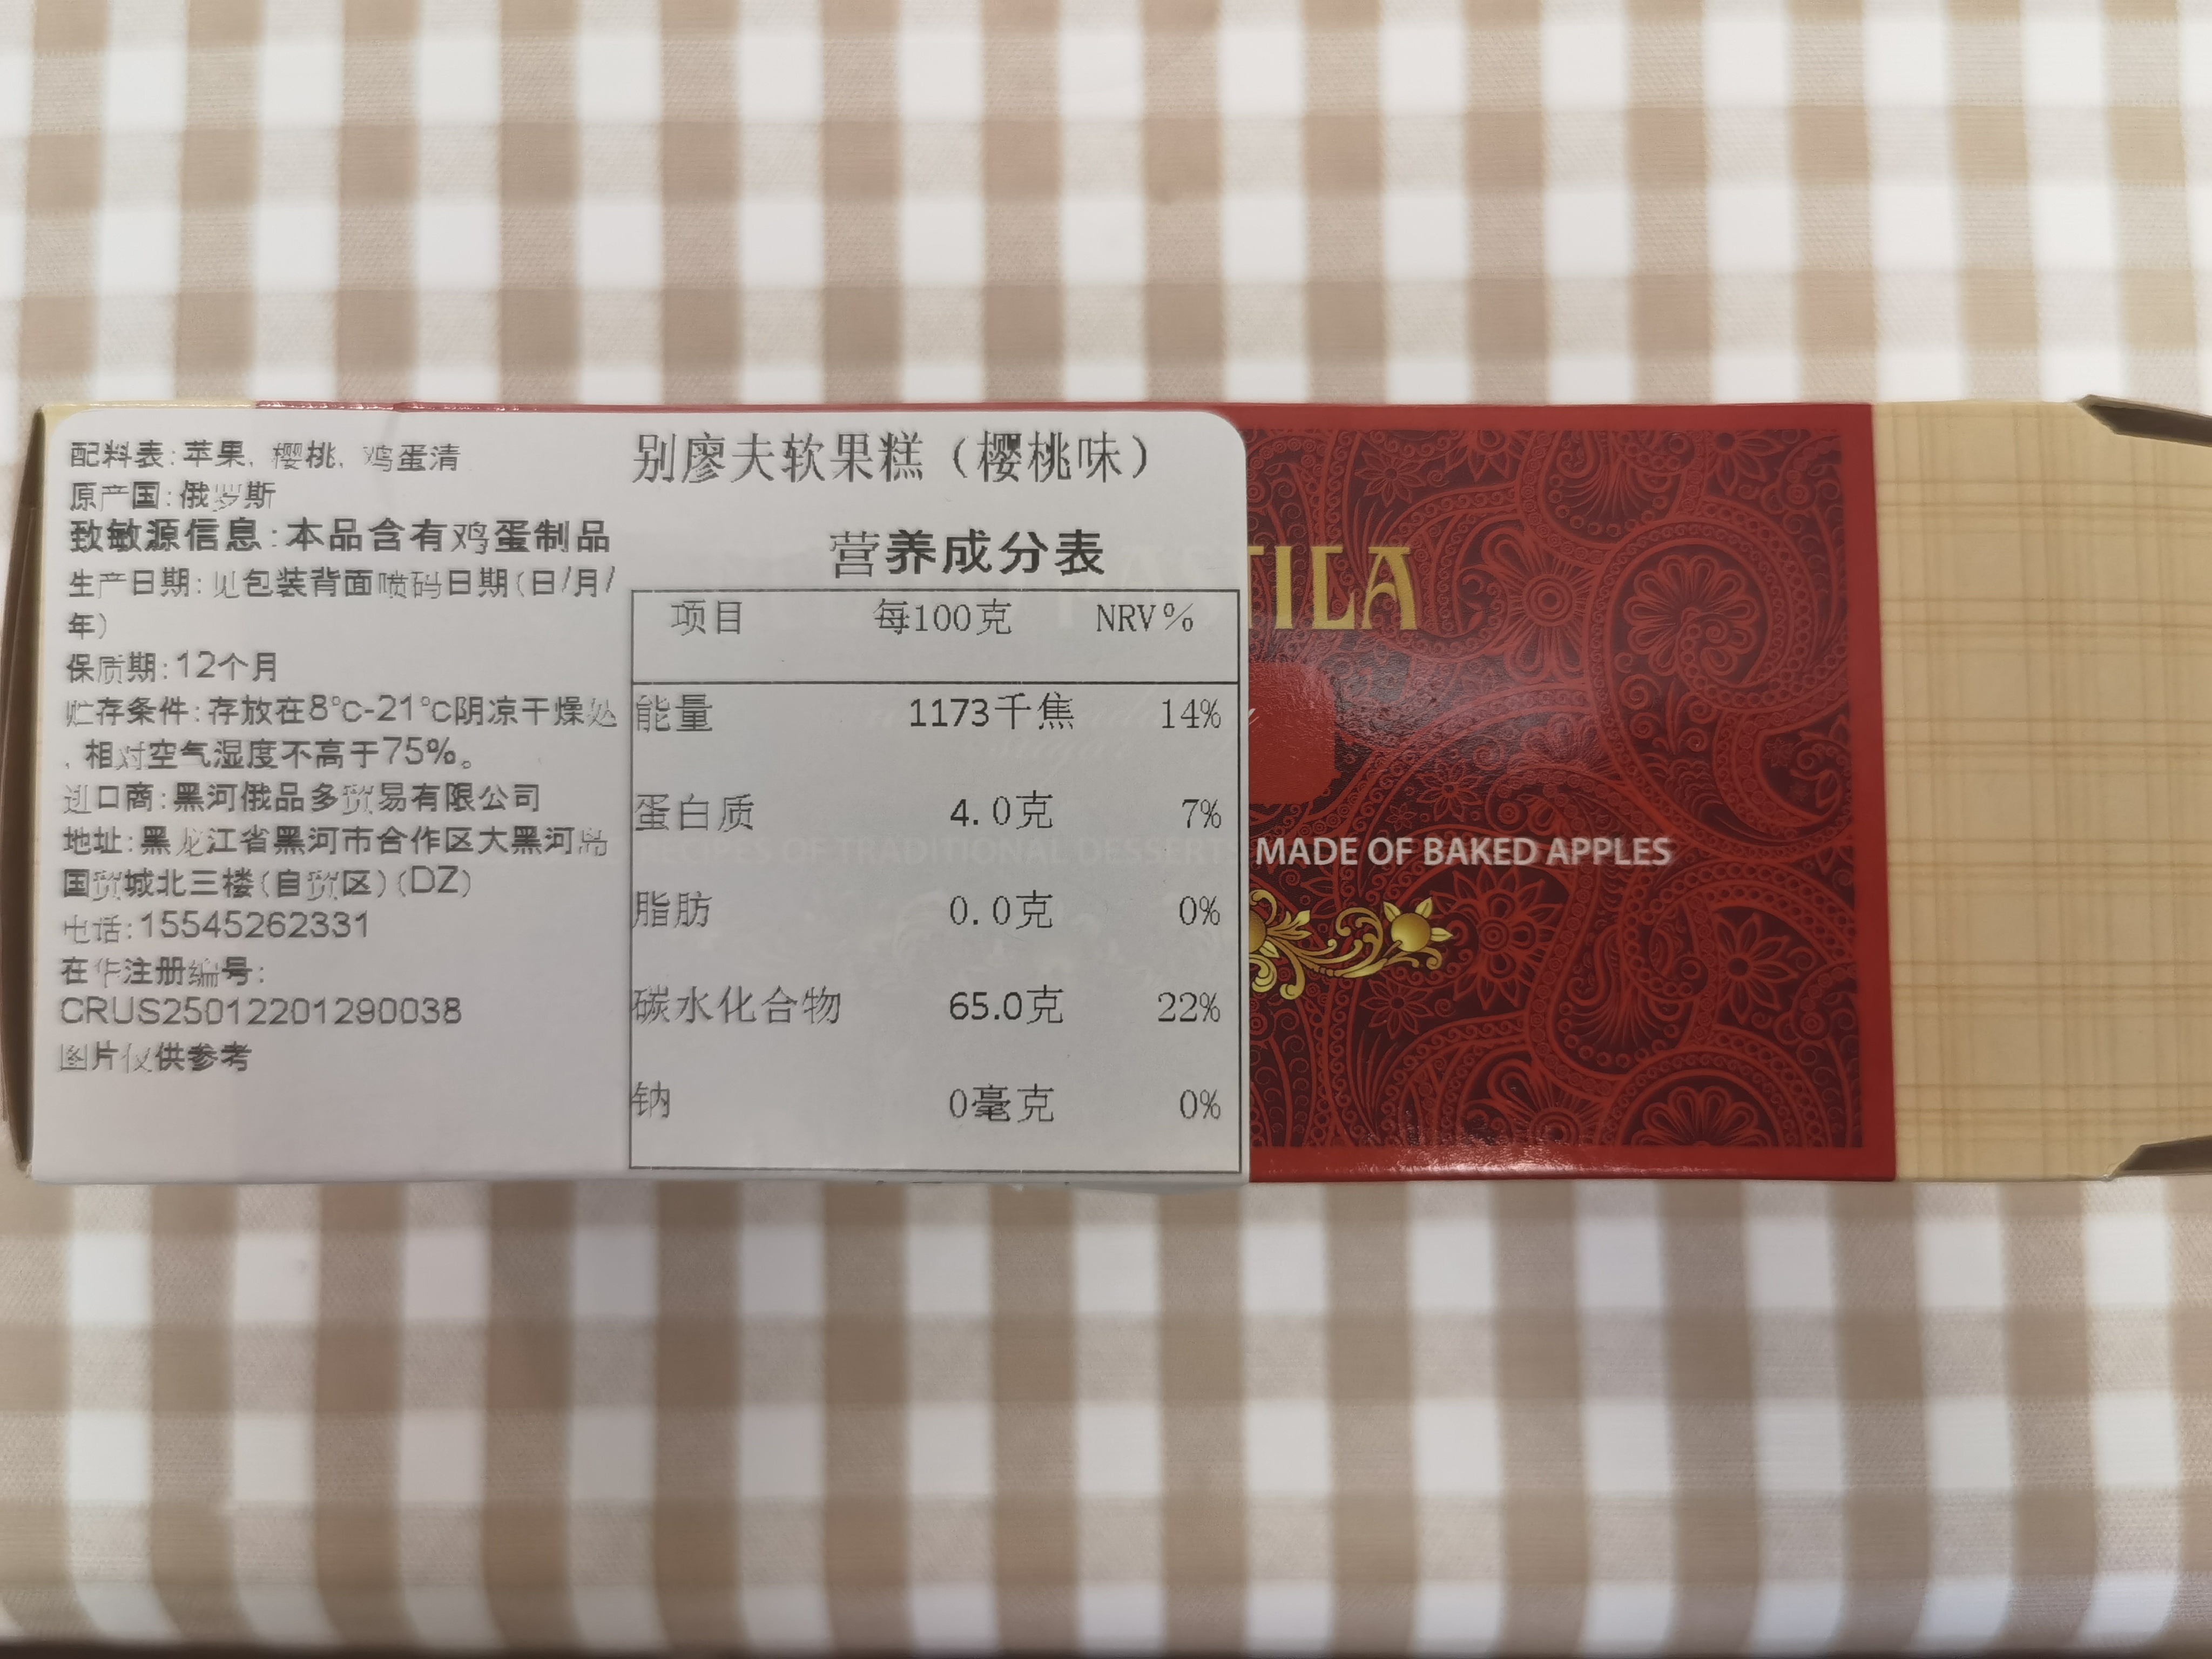 配料表:苹果, 樱桃, 鸡蛋清
原产国:俄罗斯
致敏源信息:本品含有鸡蛋制品
生产日期:见包装背面喷码日期(日/月/
年)
保质期:12个月
贮存条件:存放在8℃-21℃阴凉干燥处
,相对空气湿度不高于75%。
进口商:黑河俄品多贸易有限公司
地址:黑龙江省黑河市合作区大黑河岛
国贸城北三楼(自贸区)(DZ)
电话:15545262331
在华注册编号:
CRUS25012201290038
图片仅供参考
别廖夫软果糕（樱桃味）
营养成分表
项目 每100克 NRV%
能量 1173千焦 14%
蛋白质 4.0克 7%
脂肪 0.0克 0%
碳水化合物 65.0克 22%
钠 0毫克 0%
TILA
OF TRADITIONAL DESSERTS MADE OF BAKED APPLES